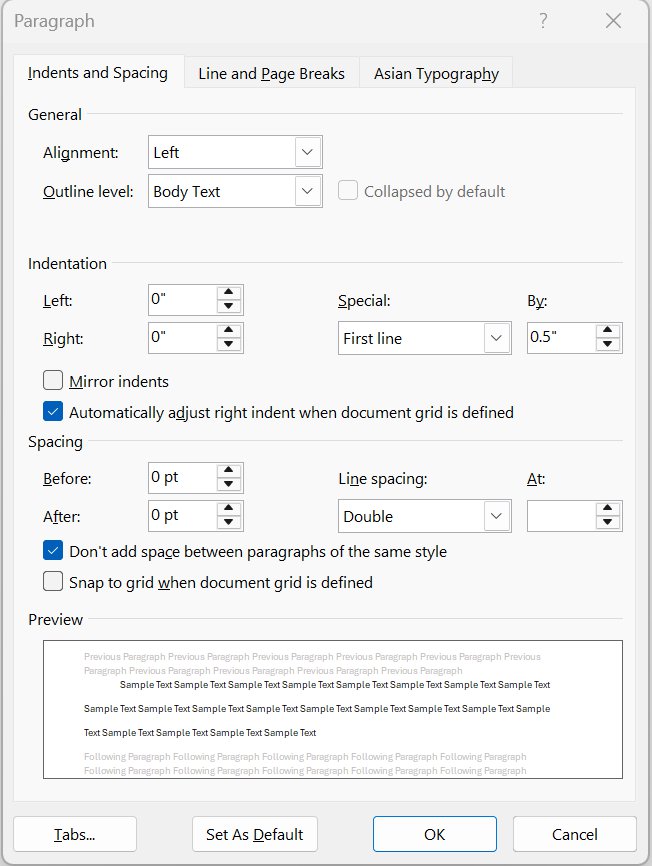 Paragraph ?
Indents and Spacing Line and Page Breaks Asian Typography
General
Alignment: Left
Outline level: Body Text Collapsed by default
Indentation
Left: 0" Special: By:
Right: 0" First line 0.5"
Mirror indents
Automatically adjust right indent when document grid is defined
Spacing
Before: 0 pt Line spacing: At:
After: 0 pt Double
Don't add space between paragraphs of the same style
Snap to grid when document grid is defined
Preview
Previous Paragraph Previous Paragraph Previous Paragraph Previous Paragraph Previous Paragraph Previous
Paragraph Previous Paragraph Previous Paragraph Previous Paragraph
Sample Text Sample Text Sample Text Sample Text Sample Text Sample Text Sample Text Sample Text
Sample Text Sample Text Sample Text Sample Text Sample Text Sample Text Sample Text Sample
Text Sample Text Sample Text Sample Text Sample Text
Following Paragraph Following Paragraph Following Paragraph Following Paragraph Following Paragraph
Following Paragraph Following Paragraph Following Paragraph Following Paragraph Following Paragraph
Tabs... Set As Default OK Cancel